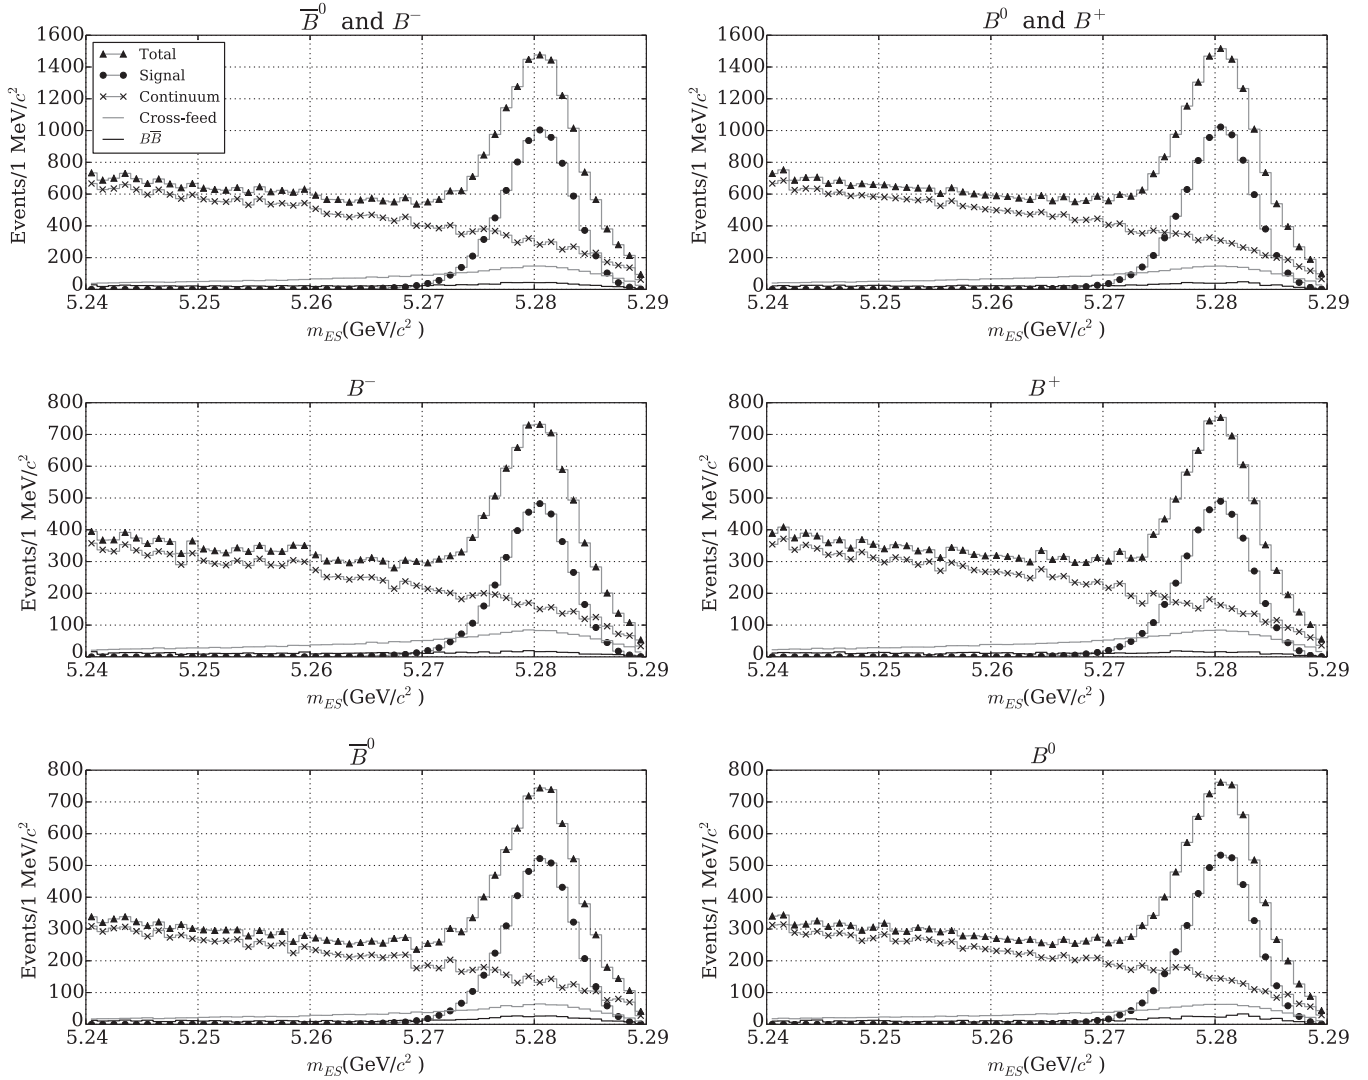 B̅⁰ and B⁻
Events/1 MeV/c²
1600
1400
1200
1000
800
600
400
200
0
Total
Signal
Continuum
Cross-feed
BB̅
5.24 5.25 5.26 5.27 5.28 5.29
m_ES(GeV/c² )
B⁰ and B⁺
Events/1 MeV/c²
1600
1400
1200
1000
800
600
400
200
0
5.24 5.25 5.26 5.27 5.28 5.29
m_ES(GeV/c² )
B⁻
Events/1 MeV/c²
800
700
600
500
400
300
200
100
0
5.24 5.25 5.26 5.27 5.28 5.29
m_ES(GeV/c² )
B⁺
Events/1 MeV/c²
800
700
600
500
400
300
200
100
0
5.24 5.25 5.26 5.27 5.28 5.29
m_ES(GeV/c² )
B̅⁰
Events/1 MeV/c²
800
700
600
500
400
300
200
100
0
5.24 5.25 5.26 5.27 5.28 5.29
m_ES(GeV/c² )
B⁰
Events/1 MeV/c²
800
700
600
500
400
300
200
100
0
5.24 5.25 5.26 5.27 5.28 5.29
m_ES(GeV/c² )